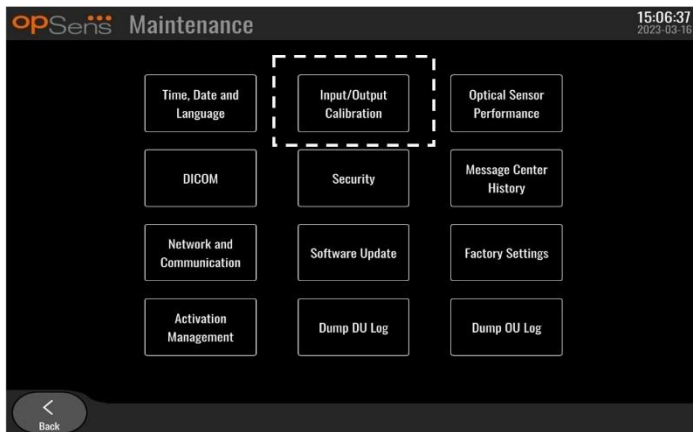 opSens Maintenance
15:06:37
2023-03-16
Time, Date and
Language
Input/Output
Calibration
Optical Sensor
Performance
DICOM
Security
Message Center
History
Network and
Communication
Software Update
Factory Settings
Activation
Management
Dump DU Log
Dump OU Log
Back